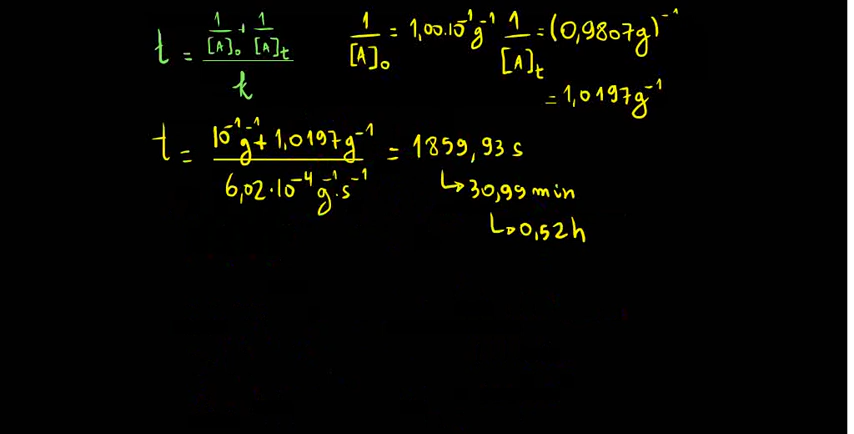 t = (1/[A]₀ + 1/[A]t)/k
1/[A]₀ = 1,00·10⁻¹g⁻¹
1/[A]t = (0,9807g)⁻¹
= 1,0197g⁻¹
t = (10⁻¹g⁻¹ + 1,0197g⁻¹)/(6,02·10⁻⁴ g⁻¹·s⁻¹) = 1859,93 s
↳ 30,99 min
↳ 0,52h